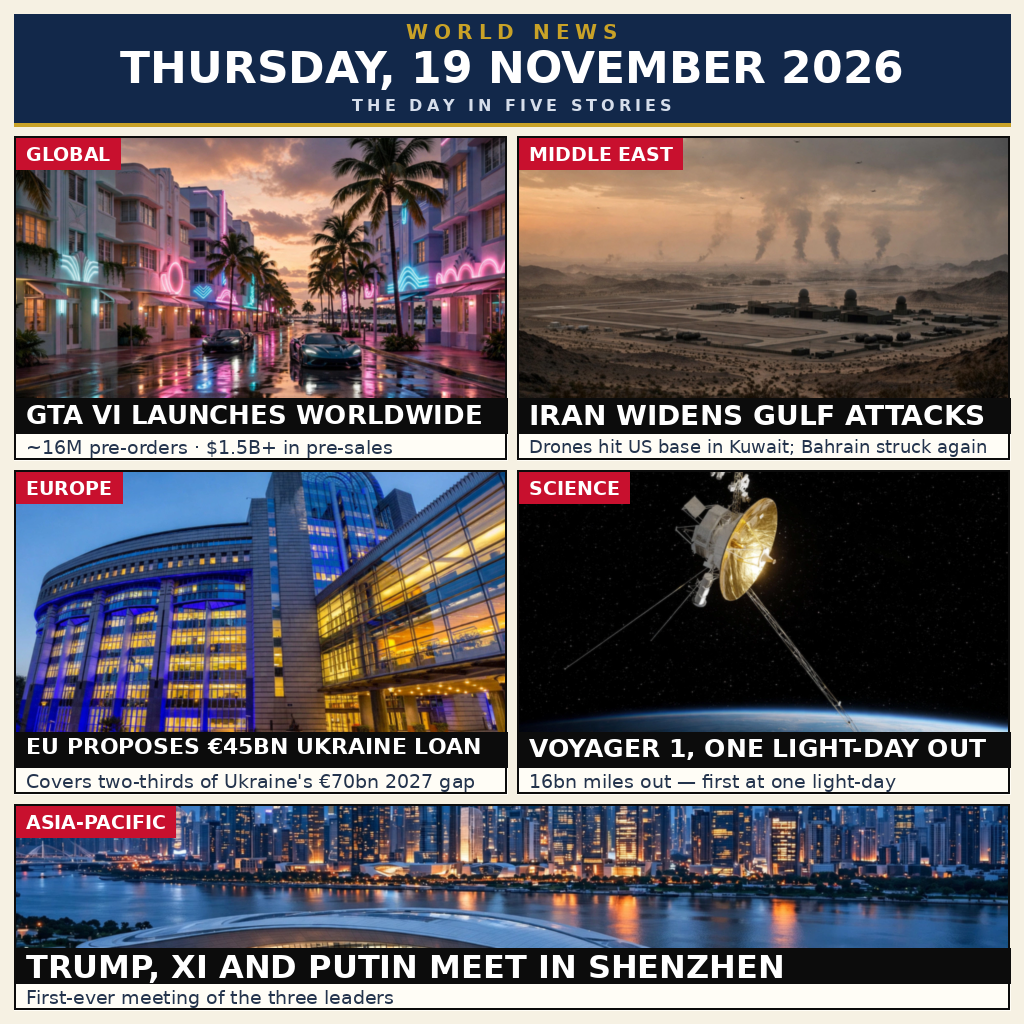 WORLD NEWS
THURSDAY, 19 NOVEMBER 2026
THE DAY IN FIVE STORIES
GLOBAL
GTA VI LAUNCHES WORLDWIDE
~16M pre-orders · $1.5B+ in pre-sales
MIDDLE EAST
IRAN WIDENS GULF ATTACKS
Drones hit US base in Kuwait; Bahrain struck again
EUROPE
EU PROPOSES €45BN UKRAINE LOAN
Covers two-thirds of Ukraine's €70bn 2027 gap
SCIENCE
VOYAGER 1, ONE LIGHT-DAY OUT
16bn miles out — first at one light-day
ASIA-PACIFIC
TRUMP, XI AND PUTIN MEET IN SHENZHEN
First-ever meeting of the three leaders